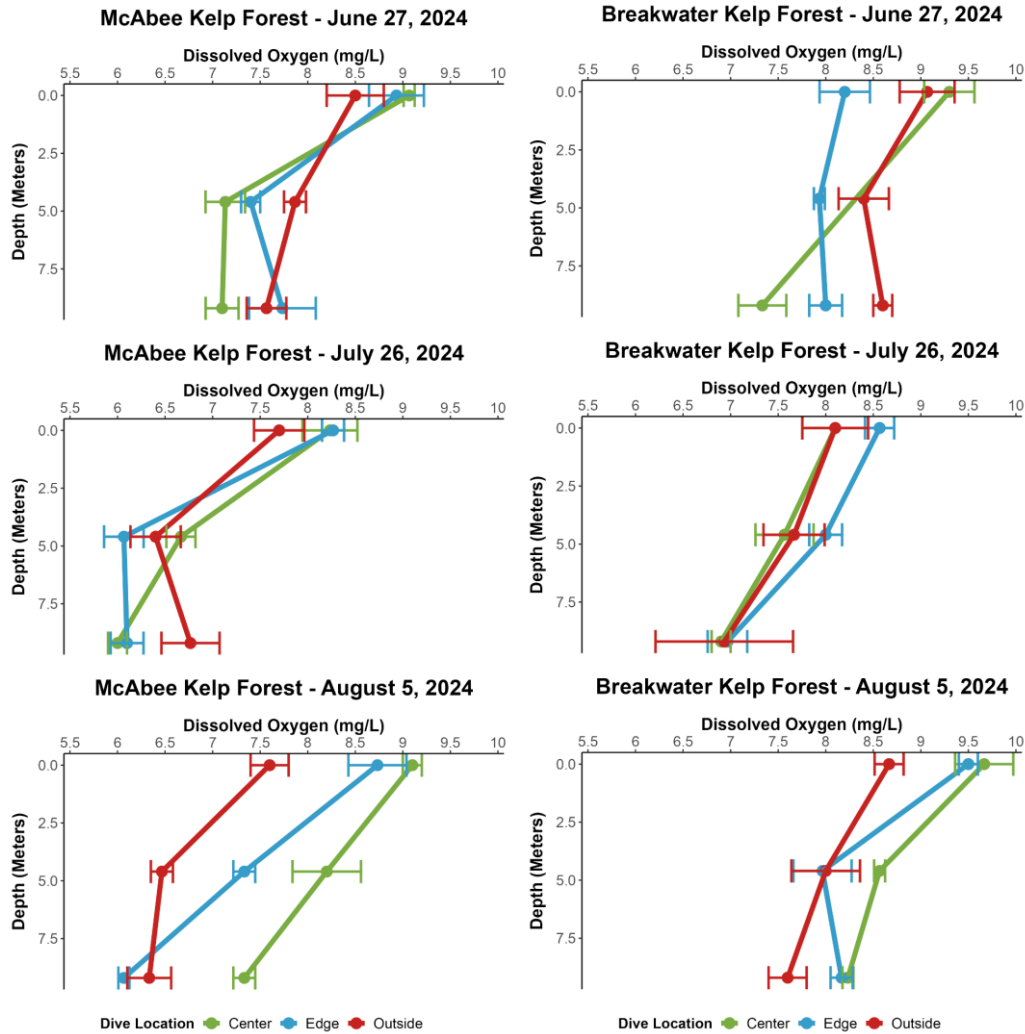 McAbee Kelp Forest - June 27, 2024
Dissolved Oxygen (mg/L)
5.5 6 6.5 7 7.5 8 8.5 9 9.5 10
Depth (Meters)
0.0
2.5
5.0
7.5
Breakwater Kelp Forest - June 27, 2024
Dissolved Oxygen (mg/L)
5.5 6 6.5 7 7.5 8 8.5 9 9.5 10
Depth (Meters)
0.0
2.5
5.0
7.5
McAbee Kelp Forest - July 26, 2024
Dissolved Oxygen (mg/L)
5.5 6 6.5 7 7.5 8 8.5 9 9.5 10
Depth (Meters)
0.0
2.5
5.0
7.5
Breakwater Kelp Forest - July 26, 2024
Dissolved Oxygen (mg/L)
5.5 6 6.5 7 7.5 8 8.5 9 9.5 10
Depth (Meters)
0.0
2.5
5.0
7.5
McAbee Kelp Forest - August 5, 2024
Dissolved Oxygen (mg/L)
5.5 6 6.5 7 7.5 8 8.5 9 9.5 10
Depth (Meters)
0.0
2.5
5.0
7.5
Dive Location Center Edge Outside
Breakwater Kelp Forest - August 5, 2024
Dissolved Oxygen (mg/L)
5.5 6 6.5 7 7.5 8 8.5 9 9.5 10
Depth (Meters)
0.0
2.5
5.0
7.5
Dive Location Center Edge Outside